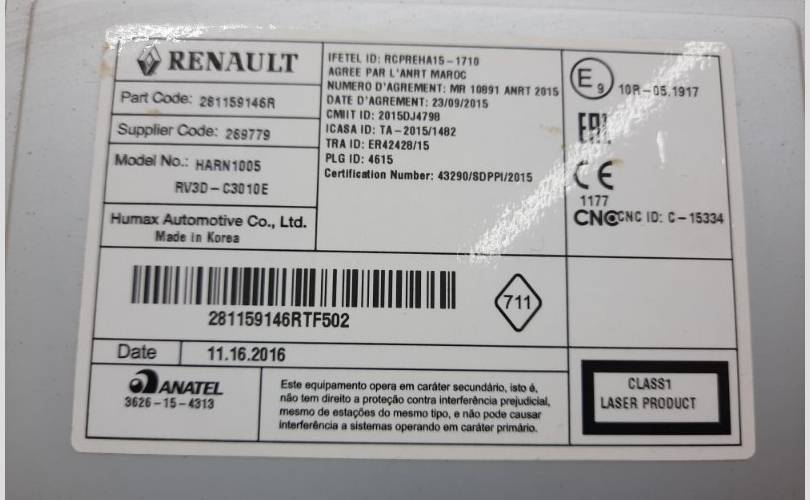 RENAULT
Part Code: 281159146R
Supplier Code: 269779
Model No.: HARN1005
RV3D-C3010E
Humax Automotive Co., Ltd.
Made in Korea
IFETEL ID: RCPREHA15-1710
AGREE PAR L'ANRT MAROC
NUMERO D'AGREMENT: MR 10891 ANRT 2015
DATE D'AGREMENT: 23/09/2015
CMIIT ID: 2015DJ4798
ICASA ID: TA-2015/1482
TRA ID: ER42428/15
PLG ID: 4615
Certification Number: 43290/SDPPI/2015
E9 10R-05.1917
EAC
CE
1177
CNC CNC ID: C-15334
281159146RTF502
711
Date 11.16.2016
ANATEL
3626-15-4313
Este equipamento opera em caráter secundário, isto é,
não tem direito a proteção contra interferência prejudicial,
mesmo de estações do mesmo tipo, e não pode causar
interferência a sistemas operando em caráter primário.
CLASS1
LASER PRODUCT